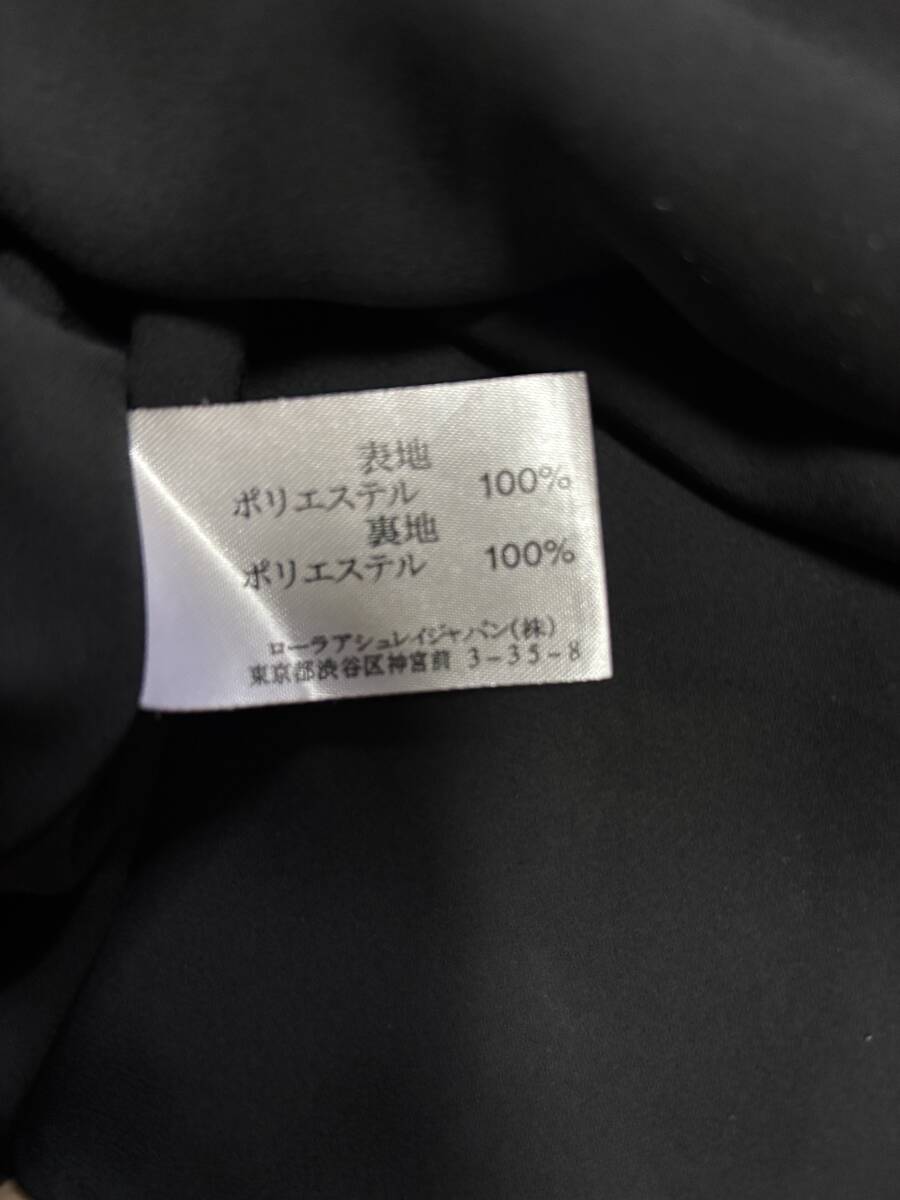 表地
ポリエステル 100%
裏地
ポリエステル 100%
ローラアシュレイジャパン(株)
東京都渋谷区神宮前 3-35-8